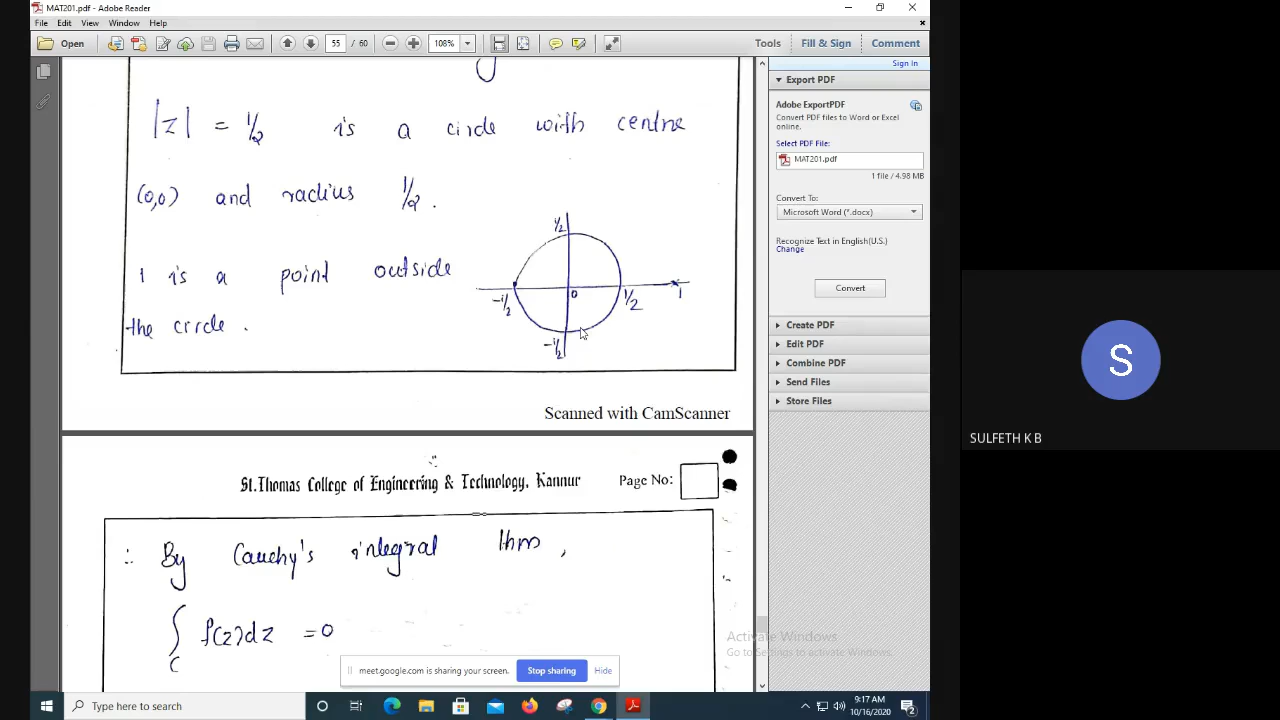 MAT201.pdf - Adobe Reader
File Edit View Window Help
Open 55 / 60 108% Tools Fill & Sign Comment
Sign In
Export PDF
Adobe ExportPDF
Convert PDF files to Word or Excel
online.
Select PDF File:
MAT201.pdf
1 file / 4.98 MB
Convert To:
Microsoft Word (*.docx)
Recognize Text in English(U.S.)
Change
Convert
Create PDF
Edit PDF
Combine PDF
Send Files
Store Files
|z| = 1/2 is a circle with centre
(0,0) and radius 1/2 .
1 is a point outside
the circle .
1/2
-1/2 0 1/2 1
-1/2
Scanned with CamScanner
St.Thomas College of Engineering & Technology, Kannur Page No:
∴ By Cauchy's integral thm ,
∫ f(z)dz = 0
C
Activate Windows
Go to Settings to activate Windows.
meet.google.com is sharing your screen. Stop sharing Hide
Type here to search
9:17 AM
10/16/2020
2
S
SULFETH K B